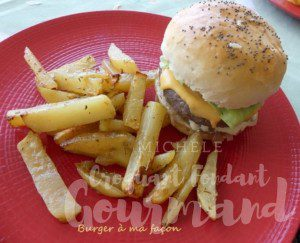 MICHÈLE
Croquant Fondant
Gourmand
Burger à ma façon